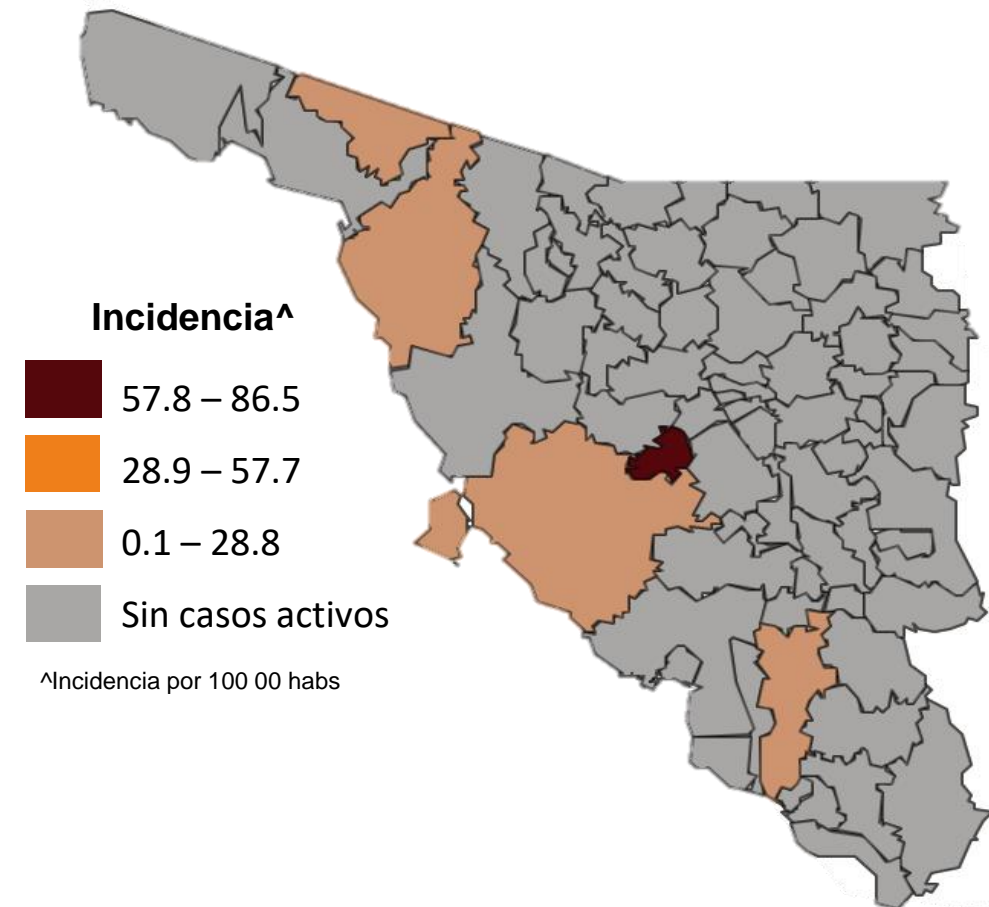 Incidencia^
57.8 – 86.5
28.9 – 57.7
0.1 – 28.8
Sin casos activos
^Incidencia por 100 00 habs